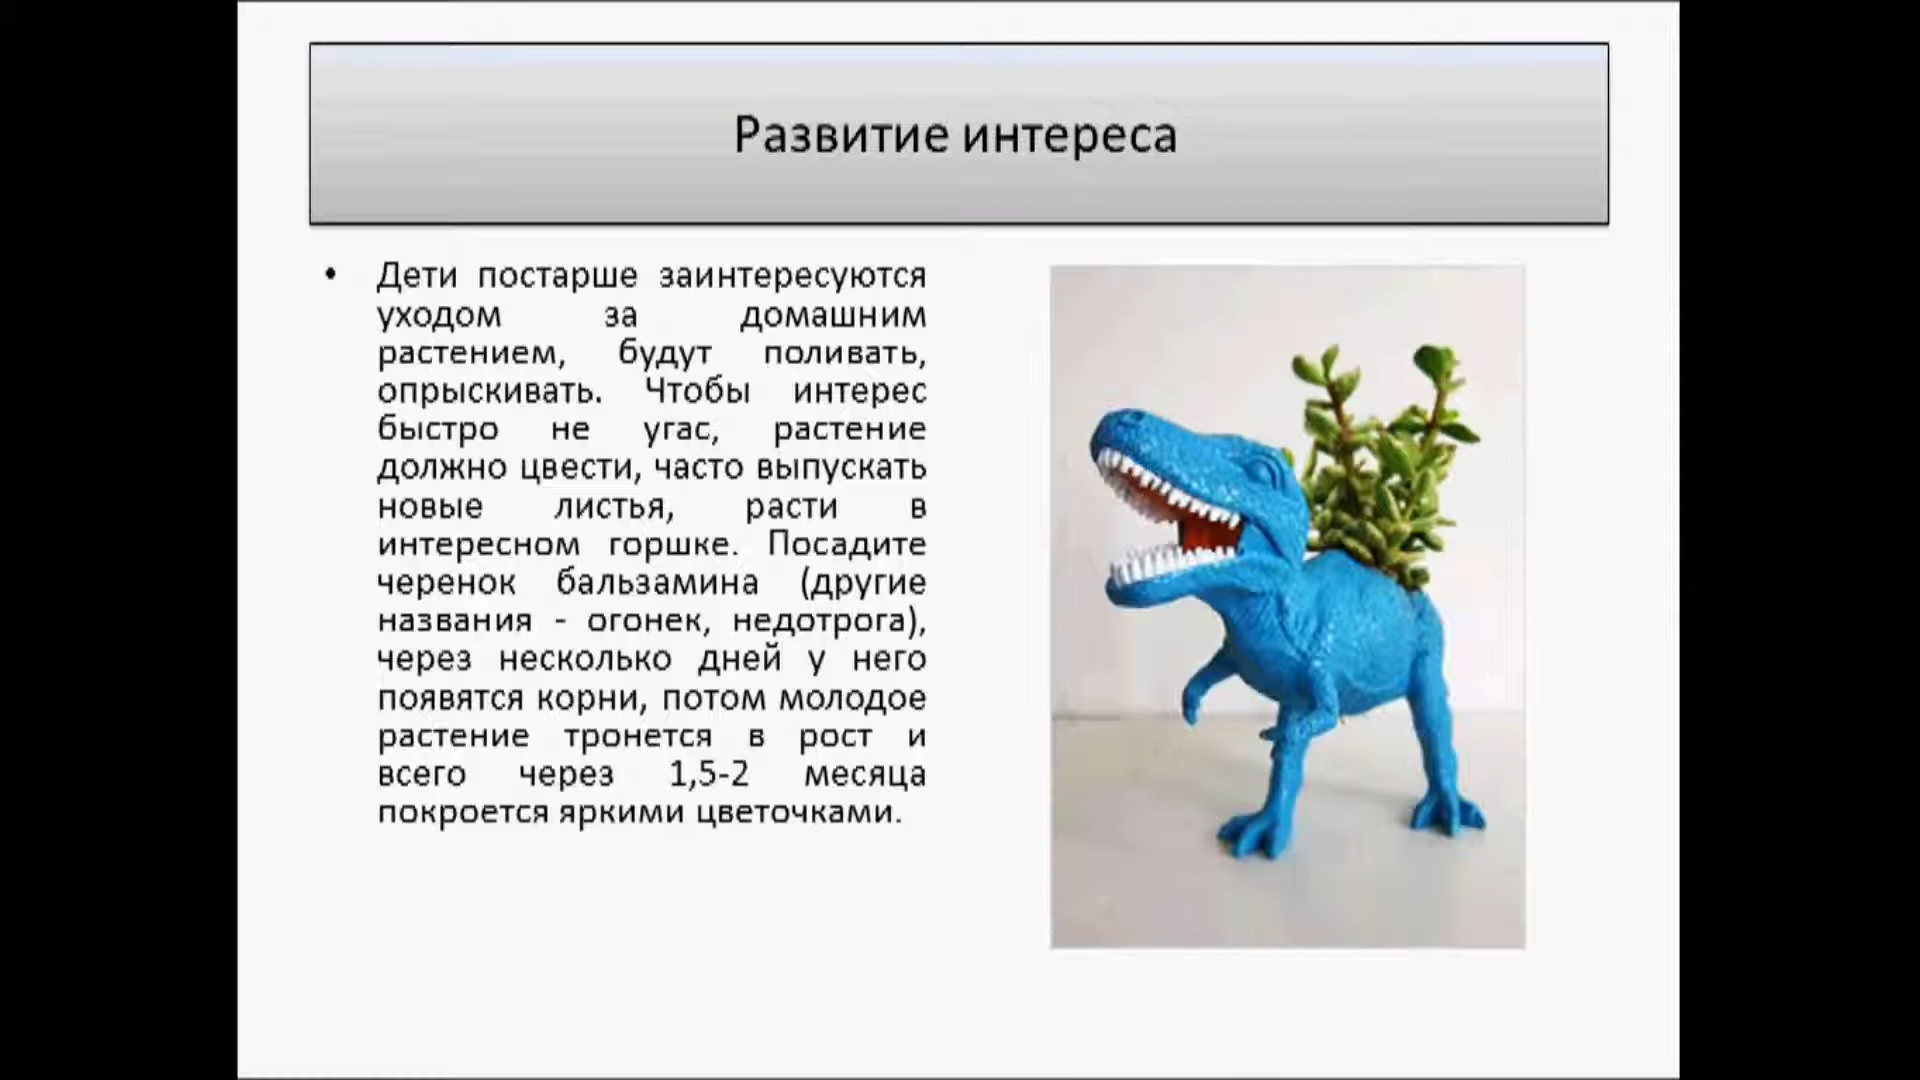 Развитие интереса
• Дети постарше заинтересуются
уходом за домашним
растением, будут поливать,
опрыскивать. Чтобы интерес
быстро не угас, растение
должно цвести, часто выпускать
новые листья, расти в
интересном горшке. Посадите
черенок бальзамина (другие
названия - огонек, недотрога),
через несколько дней у него
появятся корни, потом молодое
растение тронется в рост и
всего через 1,5-2 месяца
покроется яркими цветочками.